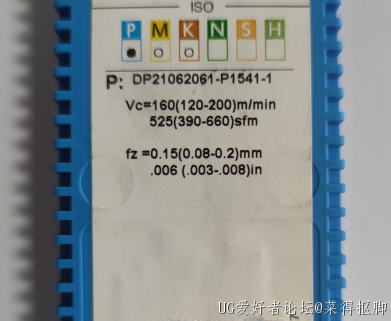 ISO
P M K N S H
P: DP21062061-P1541-1
Vc=160(120-200)m/min
525(390-660)sfm
fz =0.15(0.08-0.2)mm
.006 (.003-.008)in
UG爱好者论坛@菜得抠脚